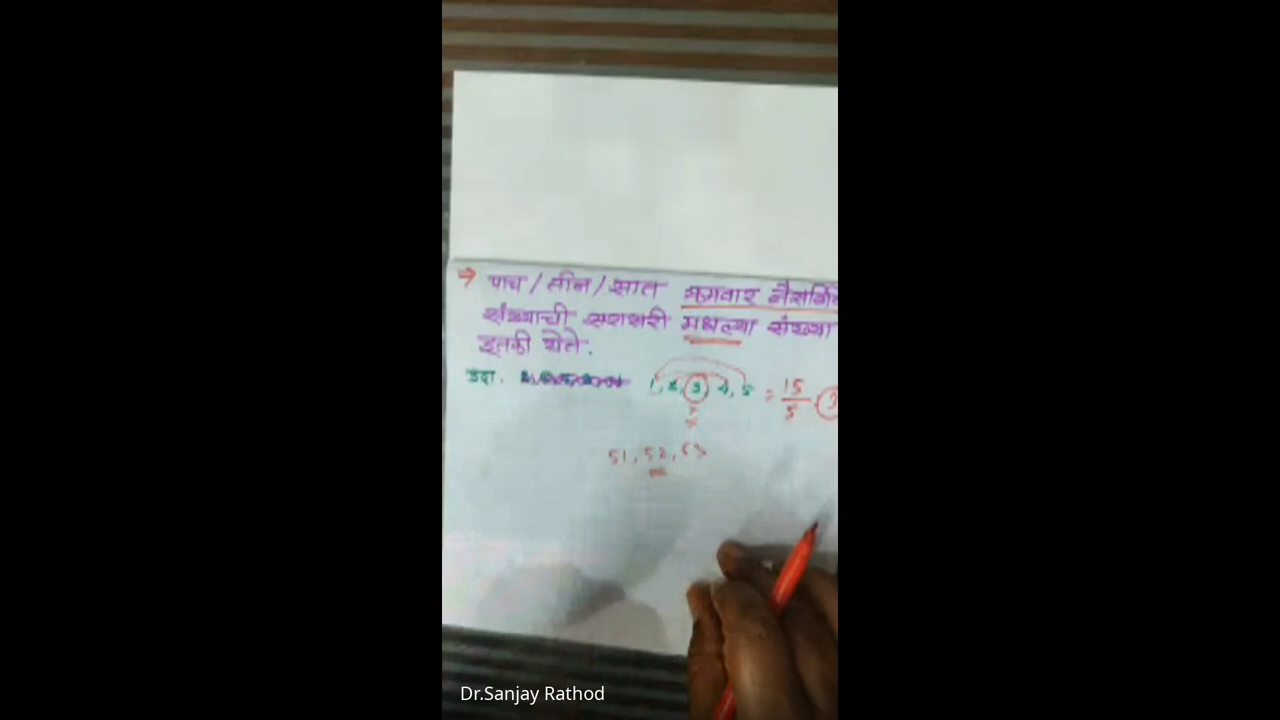 ⇒ पाच / तीन / सात क्रमवार
संख्याची सरासरी मधल्या संख्या
इतकी येते.
उदा. 1, 2, 3, 4, 5 = 15/5 3
51, 52, 53
Dr.Sanjay Rathod